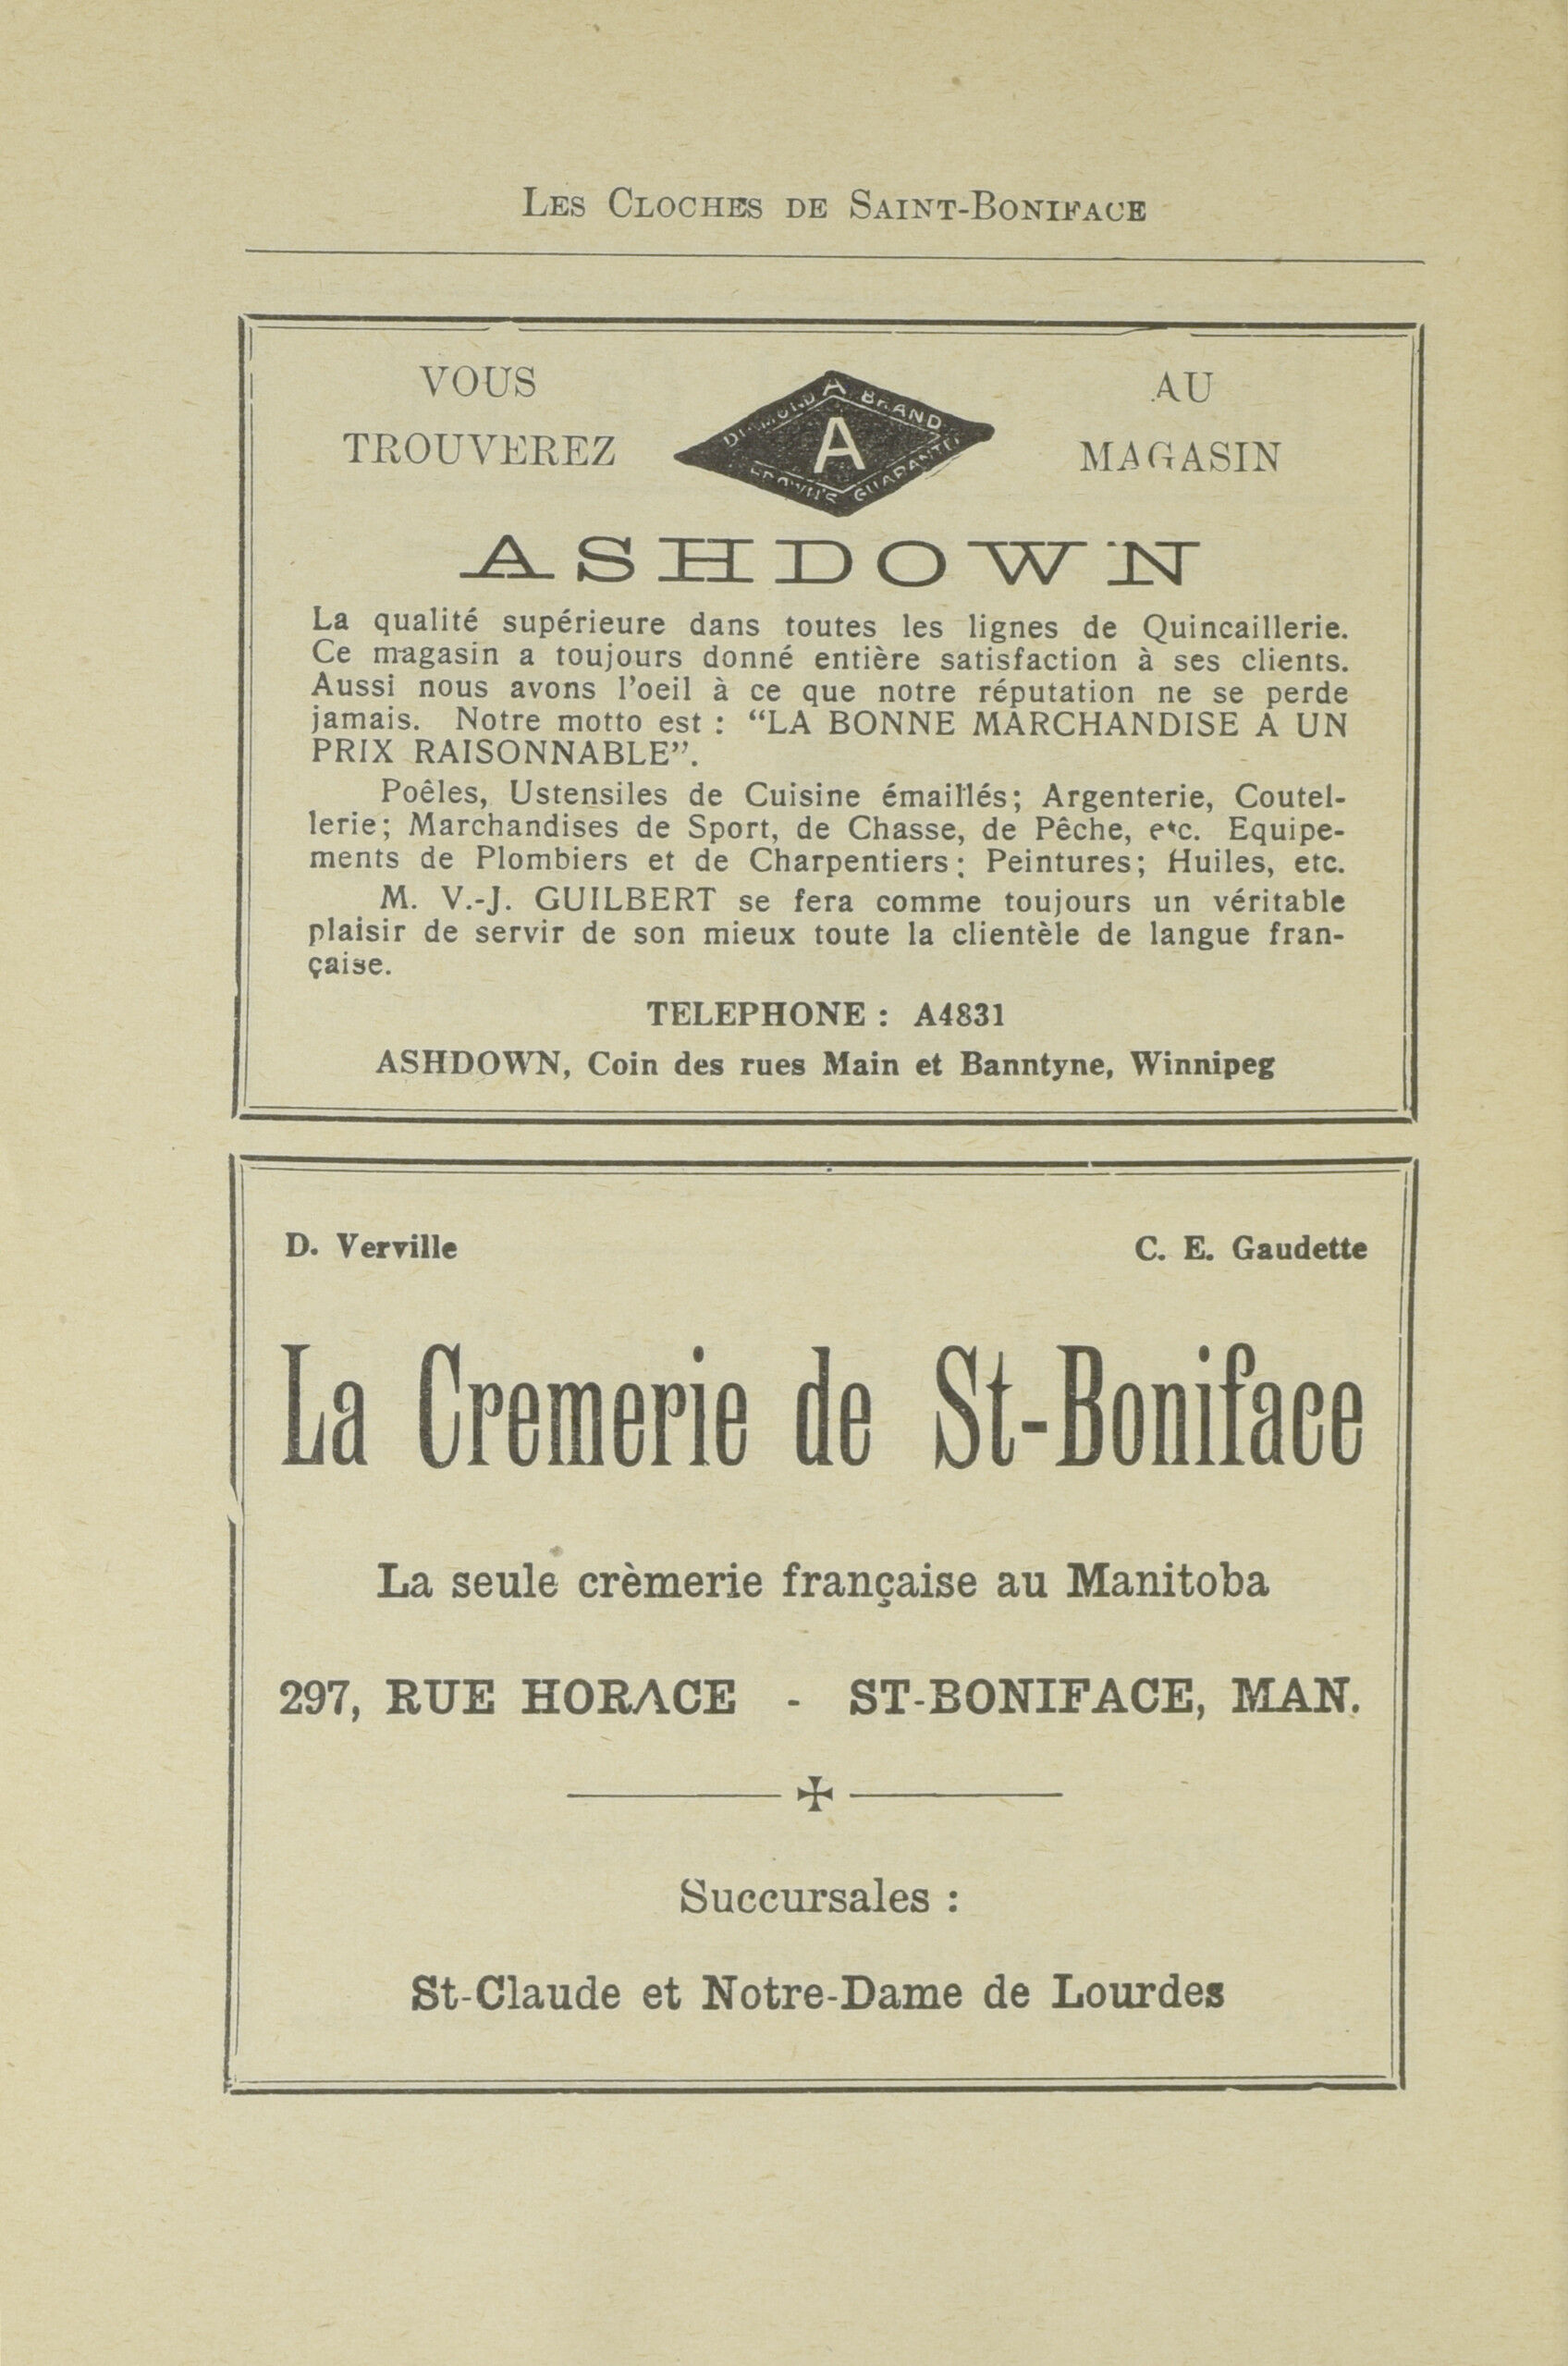 LES CLOCHES DE SAINT-BONIFACE
VOUS
TROUVEREZ
DIAMOND A BRAND
A
GUARANTEE
AU
MAGASIN
ASHDOWN
La qualité supérieure dans toutes les lignes de Quincaillerie.
Ce magasin a toujours donné entière satisfaction à ses clients.
Aussi nous avons l'oeil à ce que notre réputation ne se perde
jamais. Notre motto est : “LA BONNE MARCHANDISE A UN
PRIX RAISONNABLE”.
Poêles, Ustensiles de Cuisine émaillés; Argenterie, Coutel-
lerie; Marchandises de Sport, de Chasse, de Pêche, etc. Equipe-
ments de Plombiers et de Charpentiers; Peintures; Huiles, etc.
M. V.-J. GUILBERT se fera comme toujours un véritable
plaisir de servir de son mieux toute la clientèle de langue fran-
çaise.
TELEPHONE : A4831
ASHDOWN, Coin des rues Main et Banntyne, Winnipeg
D. Verville
C. E. Gaudette
La Cremerie de St-Boniface
La seule crèmerie française au Manitoba
297, RUE HORACE - ST-BONIFACE, MAN.
Succursales :
St-Claude et Notre-Dame de Lourdes